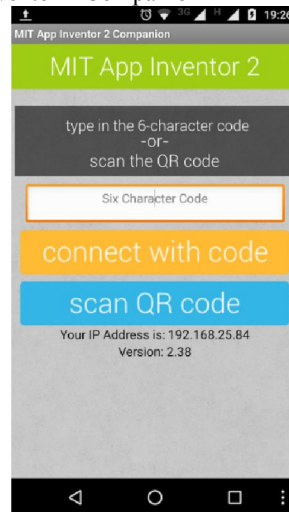 3G H 19:26
MIT App Inventor 2 Companion
MIT App Inventor 2
type in the 6-character code
-or-
scan the QR code
Six Character Code
connect with code
scan QR code
Your IP Address is: 192.168.25.84
Version: 2.38